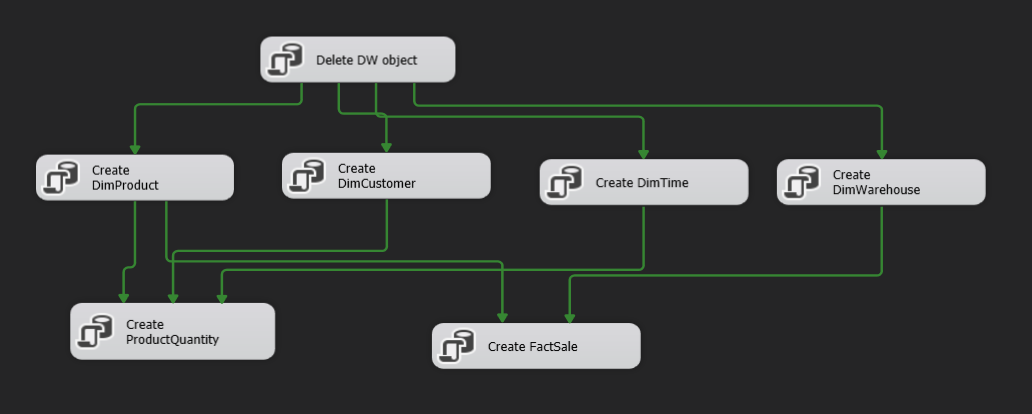 Delete DW object
Create
DimProduct
Create
DimCustomer
Create DimTime
Create
DimWarehouse
Create
ProductQuantity
Create FactSale